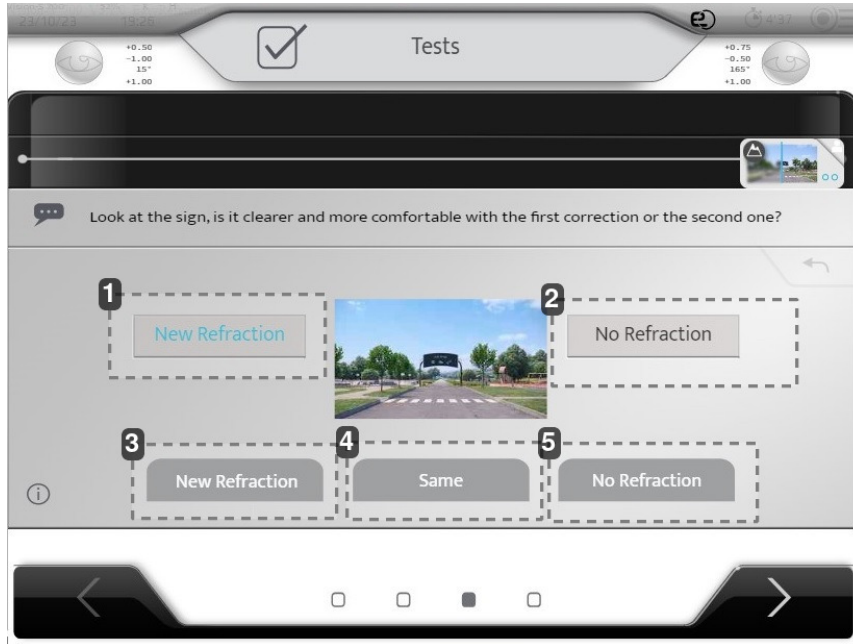 23/10/23 19:26
4'37
Tests
+0.50
-1.00
15°
+1.00
+0.75
-0.50
165°
+1.00
Look at the sign, is it clearer and more comfortable with the first correction or the second one?
1
New Refraction
2
No Refraction
3
New Refraction
4
Same
5
No Refraction